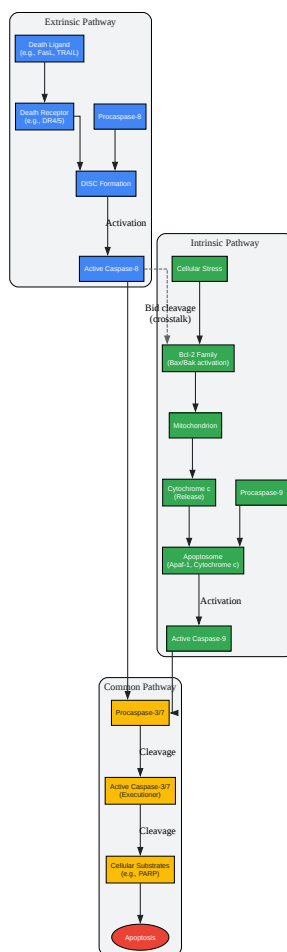 Extrinsic Pathway
Death Ligand
(e.g., FasL, TRAIL)
Death Receptor
(e.g., DR4/5)
Procaspase-8
DISC Formation
Activation
Active Caspase-8
Intrinsic Pathway
Cellular Stress
Bid cleavage
(crosstalk)
Bcl-2 Family
(Bax/Bak activation)
Mitochondrion
Cytochrome c
(Release)
Procaspase-9
Apoptosome
(Apaf-1, Cytochrome c)
Activation
Active Caspase-9
Common Pathway
Procaspase-3/7
Cleavage
Active Caspase-3/7
(Executioner)
Cleavage
Cellular Substrates
(e.g., PARP)
Apoptosis